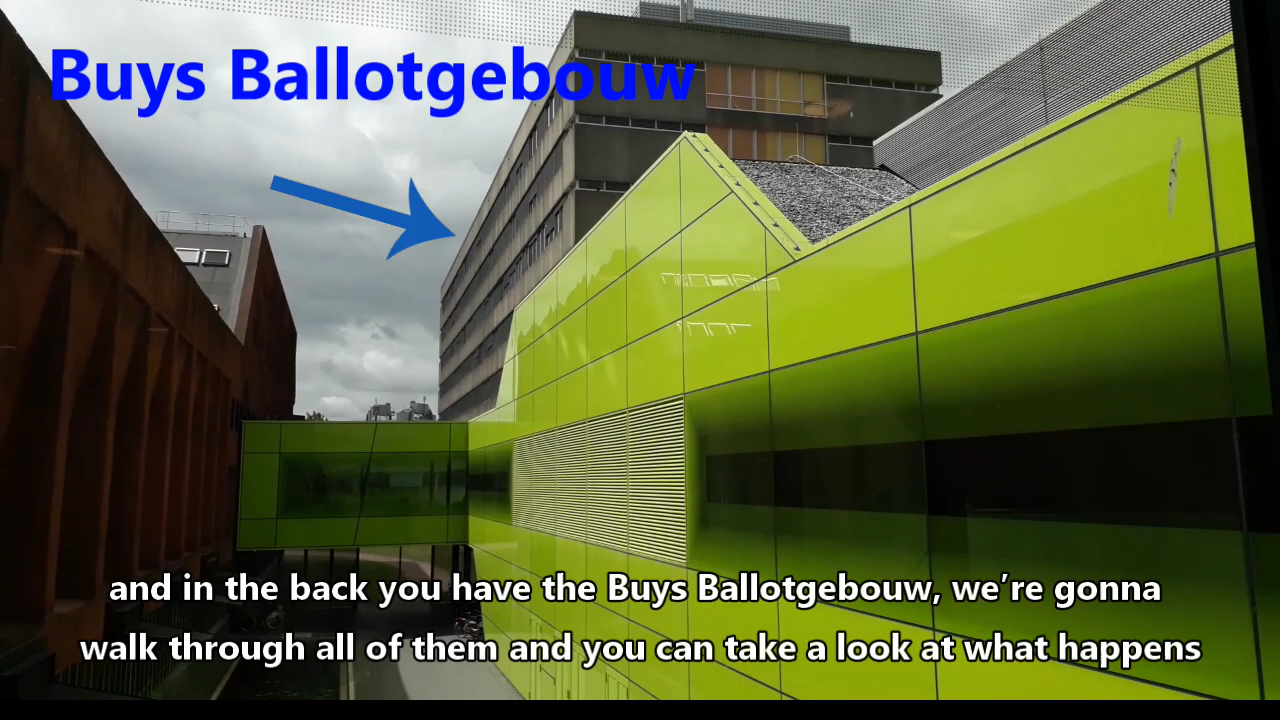 Buys Ballotgebouw
and in the back you have the Buys Ballotgebouw, we’re gonna
walk through all of them and you can take a look at what happens